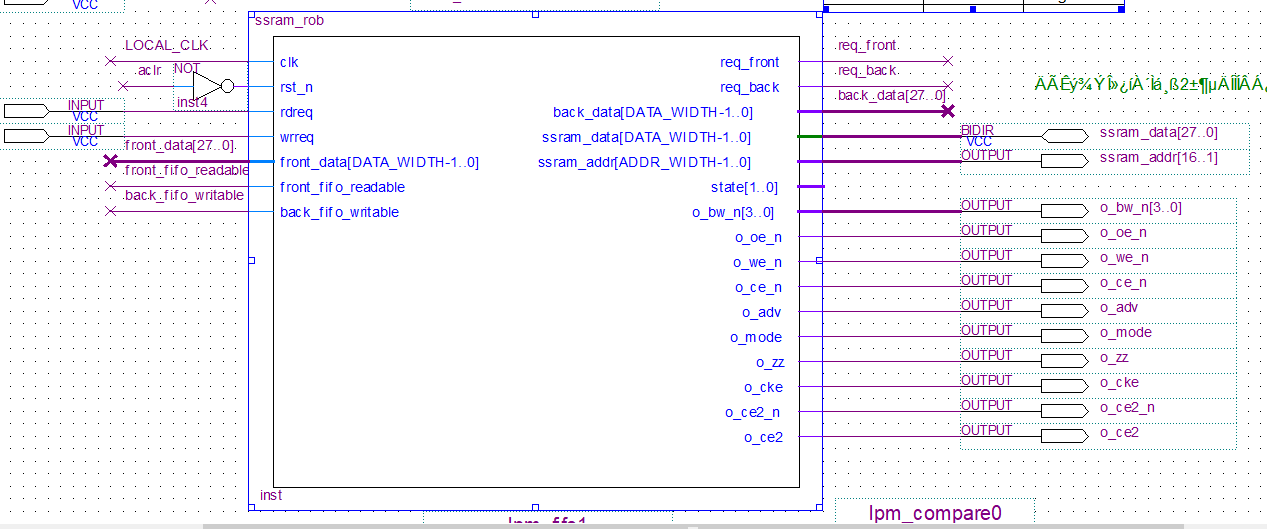 VCC
ssram_rob
LOCAL_CLK
clk
req_front
req_front
aclr
NOT
rst_n
req_back
req_back
inst4
INPUT
VCC
rdreq
back_data[DATA_WIDTH-1..0]
back_data[27..0]
INPUT
VCC
wrreq
ssram_data[DATA_WIDTH-1..0]
BIDIR
VCC
ssram_data[27..0]
front_data[27..0]
front_data[DATA_WIDTH-1..0]
ssram_addr[ADDR_WIDTH-1..0]
OUTPUT
ssram_addr[16..1]
front_fifo_readable
front_fifo_readable
state[1..0]
back_fifo_writable
back_fifo_writable
o_bw_n[3..0]
OUTPUT
o_bw_n[3..0]
o_oe_n
OUTPUT
o_oe_n
o_we_n
OUTPUT
o_we_n
o_ce_n
OUTPUT
o_ce_n
o_adv
OUTPUT
o_adv
o_mode
OUTPUT
o_mode
o_zz
OUTPUT
o_zz
o_cke
OUTPUT
o_cke
o_ce2_n
OUTPUT
o_ce2_n
o_ce2
OUTPUT
o_ce2
inst
lpm_compare0